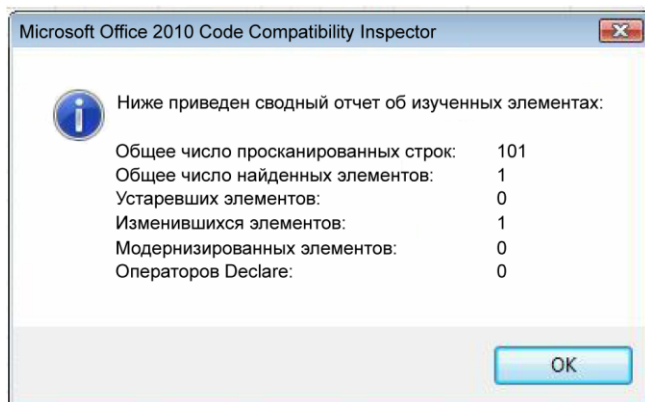 Microsoft Office 2010 Code Compatibility Inspector
Ниже приведен сводный отчет об изученных элементах:
Общее число просканированных строк: 101
Общее число найденных элементов: 1
Устаревших элементов: 0
Изменившихся элементов: 1
Модернизированных элементов: 0
Операторов Declare: 0
OK